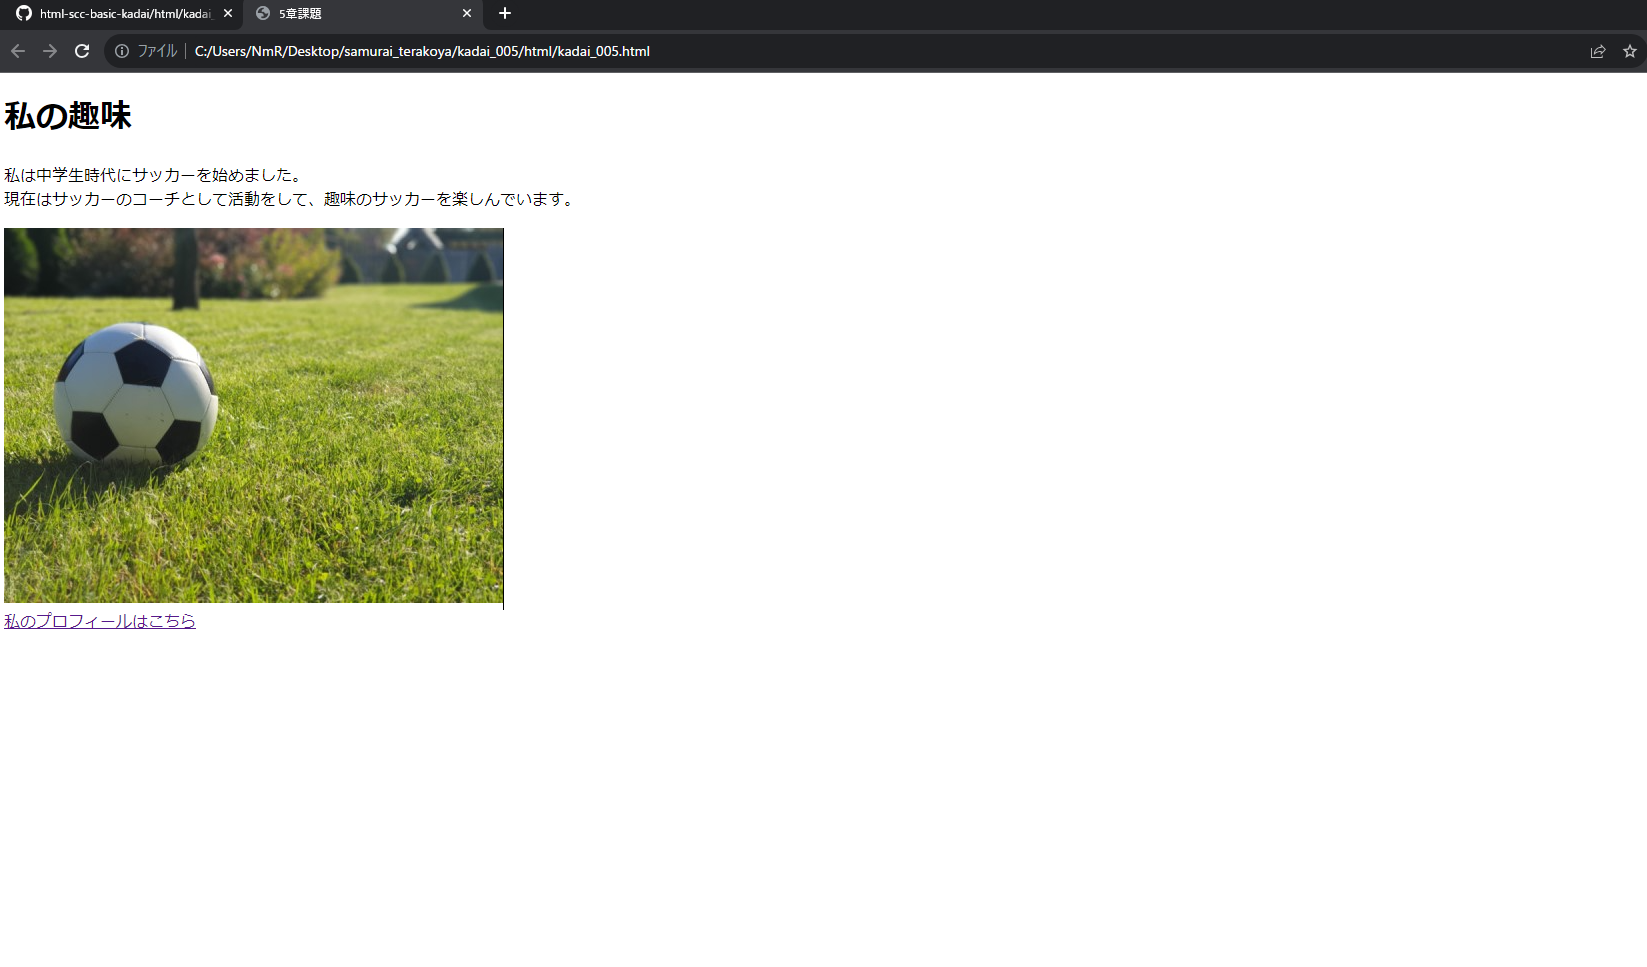 html-scc-basic-kadai/html/kadai_
5章課題
ファイル
C:/Users/NmR/Desktop/samurai_terakoya/kadai_005/html/kadai_005.html
私の趣味
私は中学生時代にサッカーを始めました。
現在はサッカーのコーチとして活動をして、趣味のサッカーを楽しんでいます。
私のプロフィールはこちら